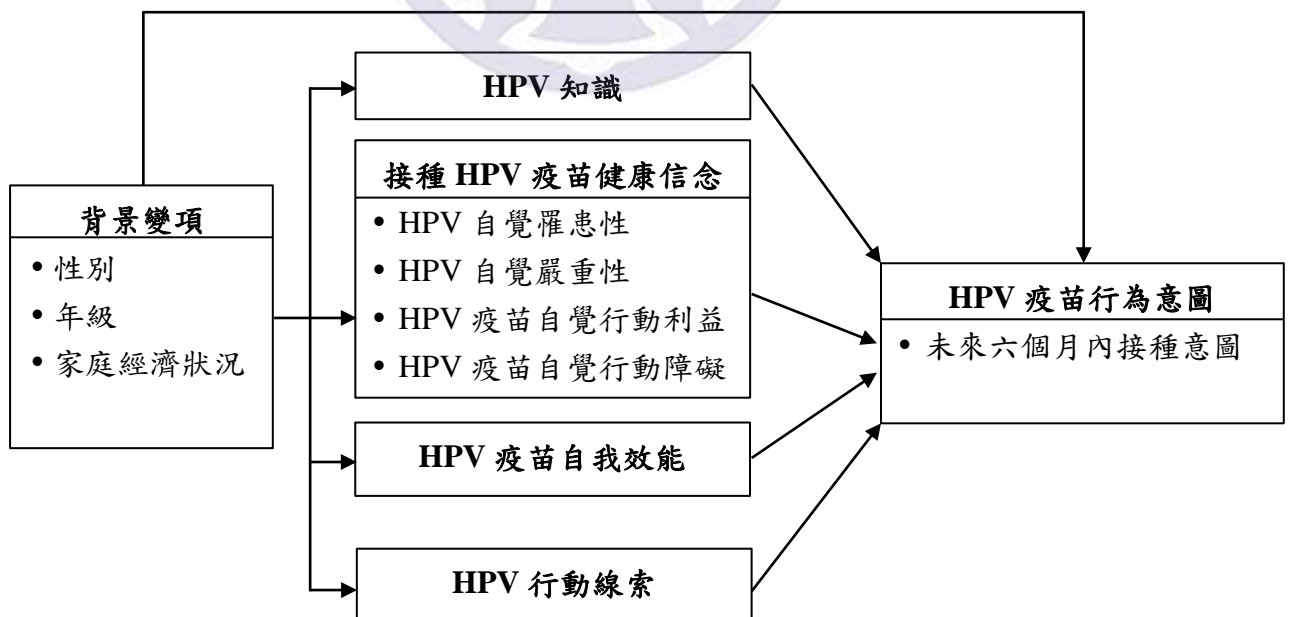 HPV 知識
接種 HPV 疫苗健康信念
• HPV 自覺罹患性
• HPV 自覺嚴重性
• HPV 疫苗自覺行動利益
• HPV 疫苗自覺行動障礙
背景變項
• 性別
• 年級
• 家庭經濟狀況
HPV 疫苗行為意圖
• 未來六個月內接種意圖
HPV 疫苗自我效能
HPV 行動線索